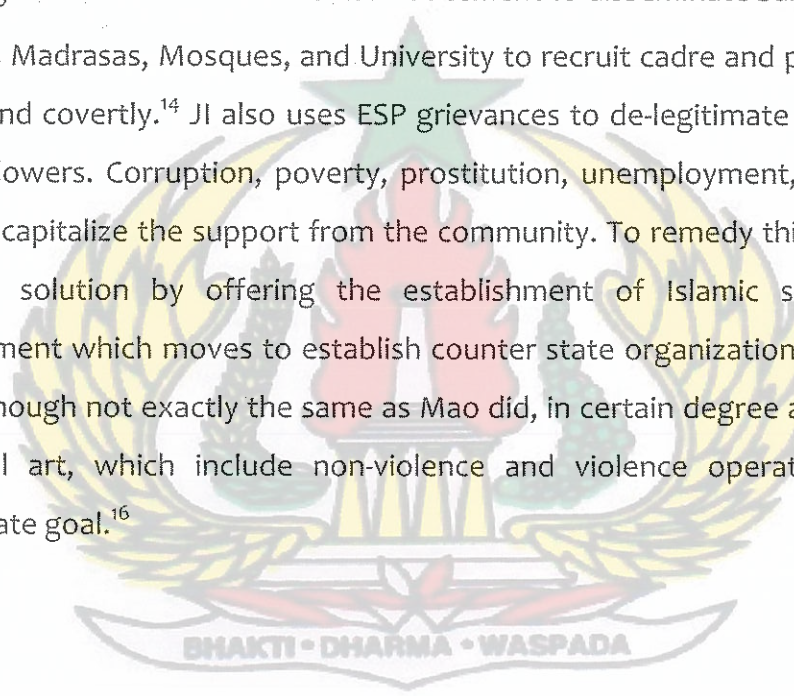 . Madrasas, Mosques, and University to recruit cadre and p
nd covertly.¹⁴ JI also uses ESP grievances to de-legitimate
owers. Corruption, poverty, prostitution, unemployment,
capitalize the support from the community. To remedy thi
solution by offering the establishment of Islamic s
ment which moves to establish counter state organization
hough not exactly the same as Mao did, in certain degree a
l art, which include non-violence and violence operat
ate goal.¹⁶
BHAKTI • DHARMA • WASPADA